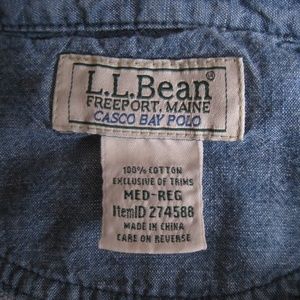 L.L.Bean®
FREEPORT, MAINE
CASCO BAY POLO
100% COTTON
EXCLUSIVE OF TRIMS
MED-REG
ItemID 274588
MADE IN CHINA
CARE ON REVERSE